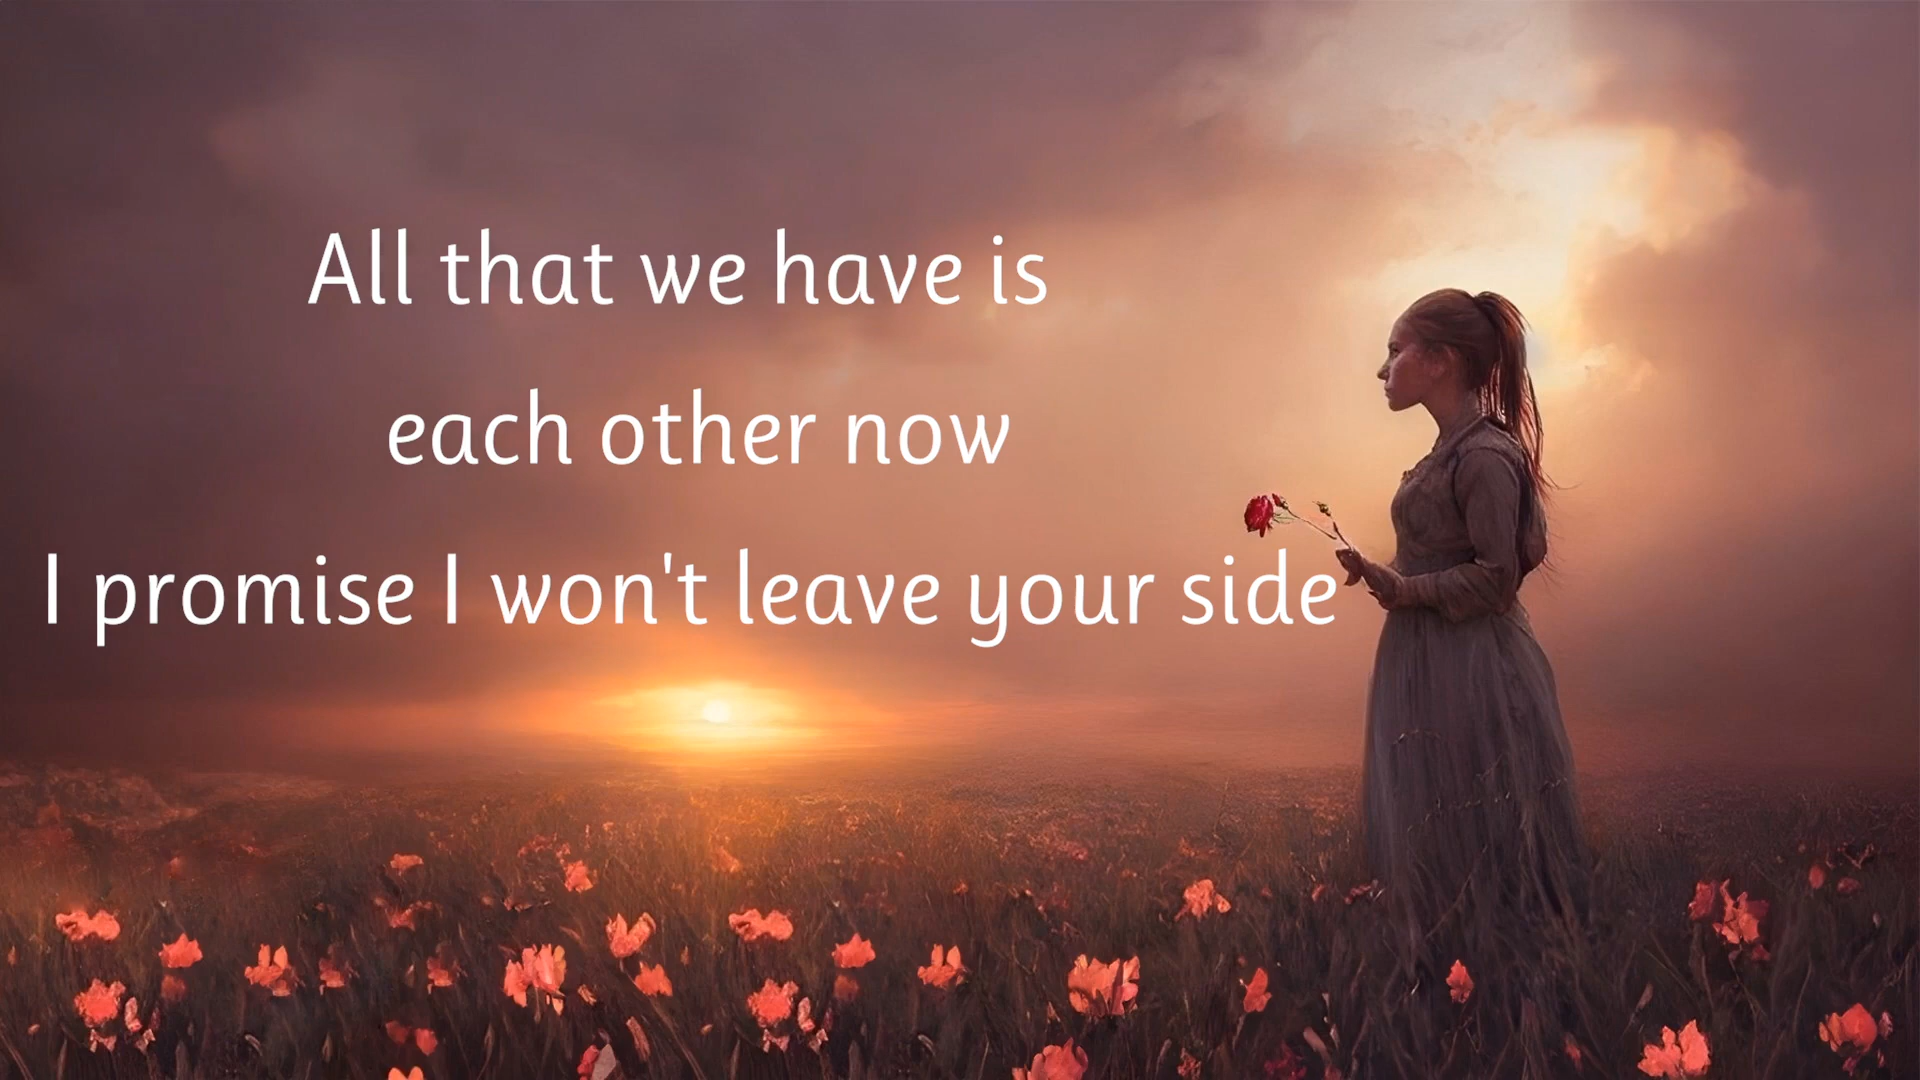 All that we have is
each other now
I promise I won't leave your side